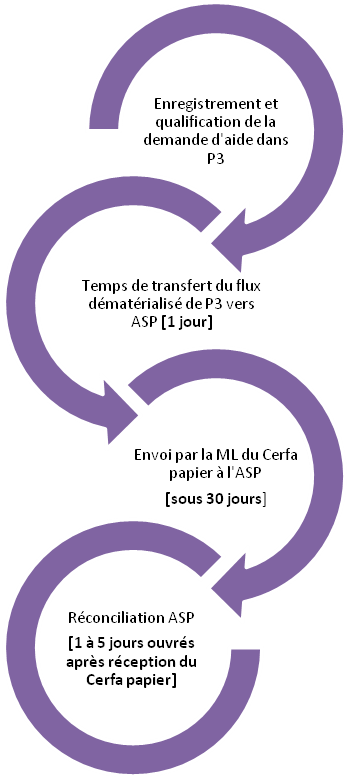 Enregistrement et
qualification de la
demande d'aide dans
P3
Temps de transfert du flux
dématérialisé de P3 vers
ASP [1 jour]
Envoi par la ML du Cerfa
papier à l'ASP
[sous 30 jours]
Réconciliation ASP
[1 à 5 jours ouvrés
après réception du
Cerfa papier]